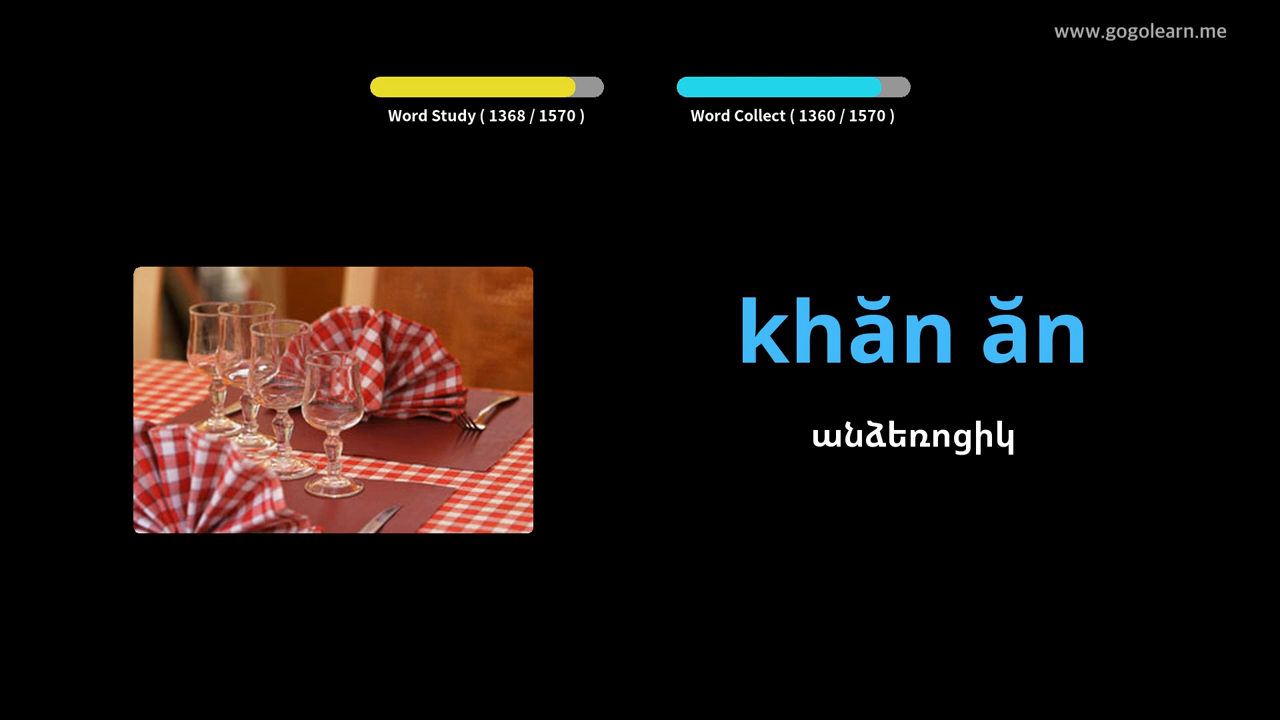 www.gogolearn.me
Word Study ( 1368 / 1570 )
Word Collect ( 1360 / 1570 )
khăn ăn
անձեռոցիկ